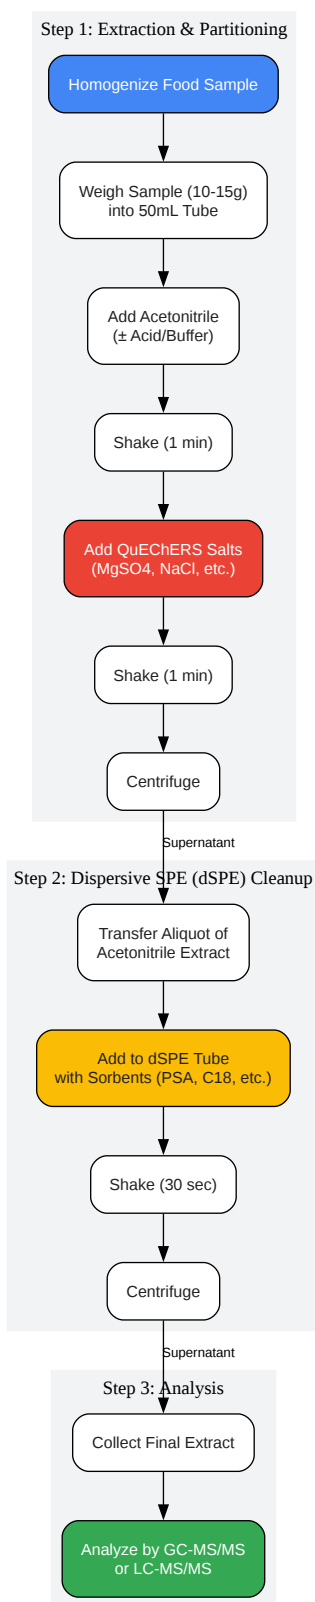 Step 1: Extraction & Partitioning
Homogenize Food Sample
Weigh Sample (10-15g)
into 50mL Tube
Add Acetonitrile
(± Acid/Buffer)
Shake (1 min)
Add QuEChERS Salts
(MgSO4, NaCl, etc.)
Shake (1 min)
Centrifuge
Supernatant
Step 2: Dispersive SPE (dSPE) Cleanup
Transfer Aliquot of
Acetonitrile Extract
Add to dSPE Tube
with Sorbents (PSA, C18, etc.)
Shake (30 sec)
Centrifuge
Supernatant
Step 3: Analysis
Collect Final Extract
Analyze by GC-MS/MS
or LC-MS/MS